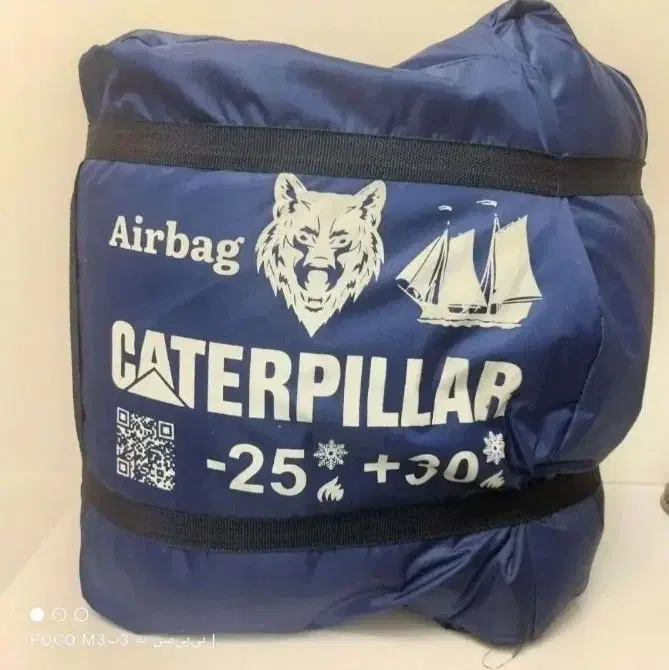 Airbag
CATERPILLAR
-25 +30
POCO M3